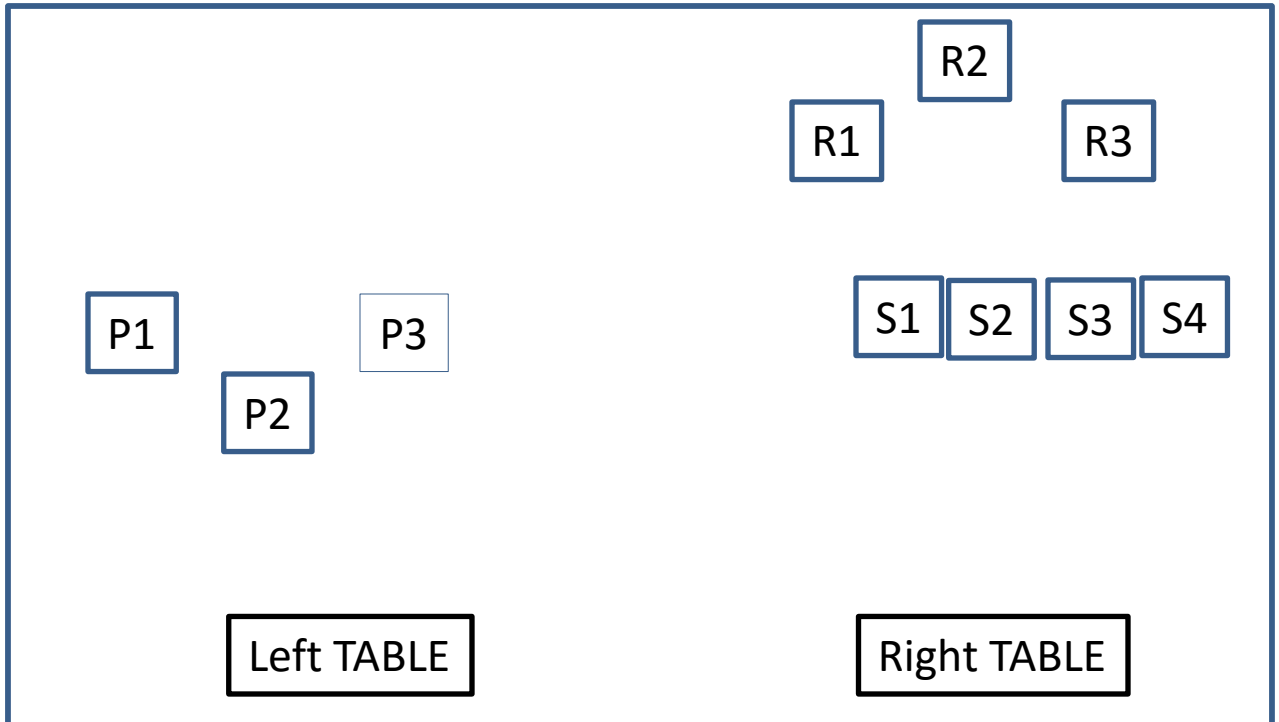 R2
R1 R3
P1 P3 S1 S2 S3 S4
P2
Left TABLE Right TABLE